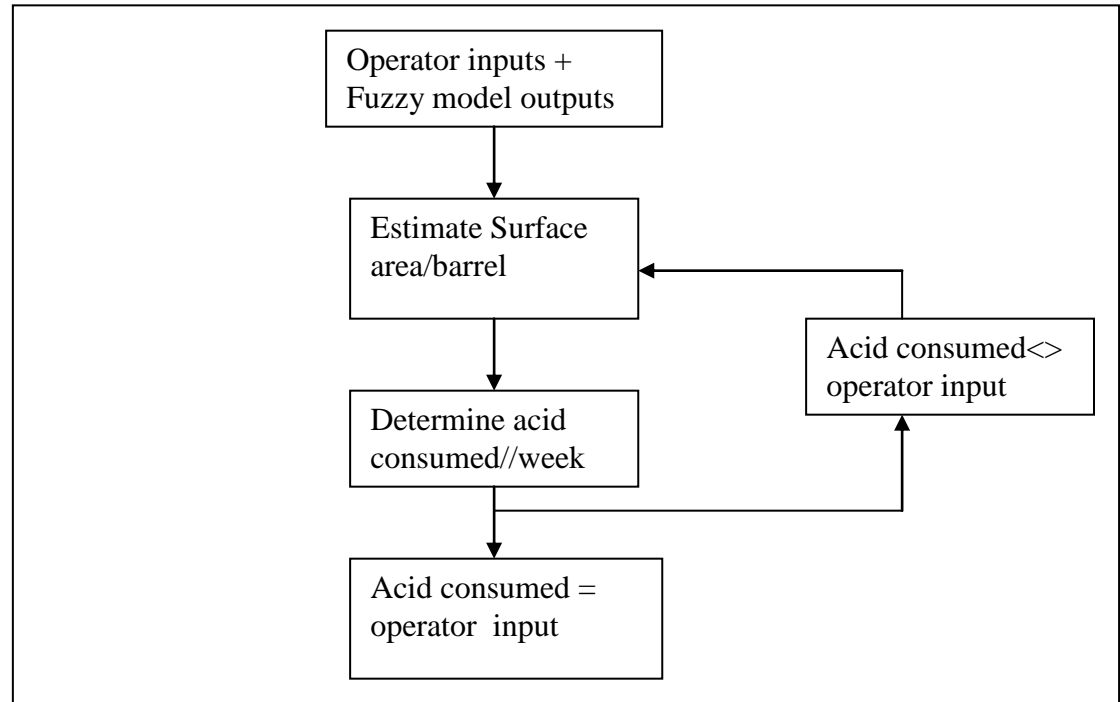 Operator inputs +
Fuzzy model outputs
Estimate Surface
area/barrel
Acid consumed<>
operator input
Determine acid
consumed//week
Acid consumed =
operator input